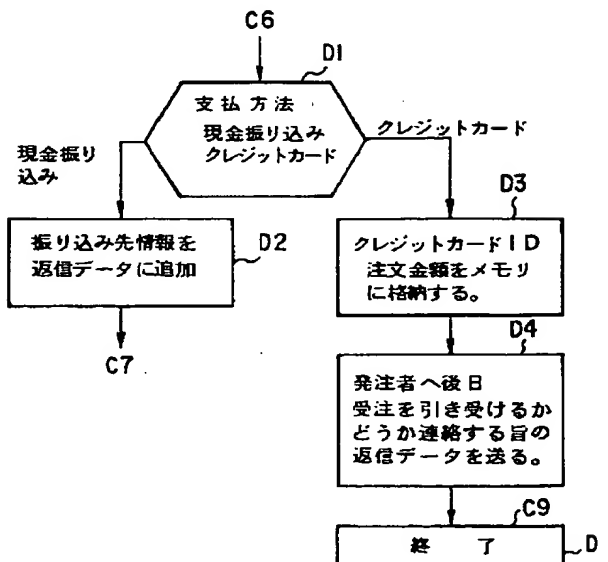 C6
D1
支払方法
現金振り込み
クレジットカード
クレジットカード
現金振り
込み
D2
振り込み先情報を
返信データに追加
C7
D3
クレジットカードID
注文金額をメモリ
に格納する。
D4
発注者へ後日
受注を引き受けるか
どうか連絡する旨の
返信データを送る。
C9
終了
D